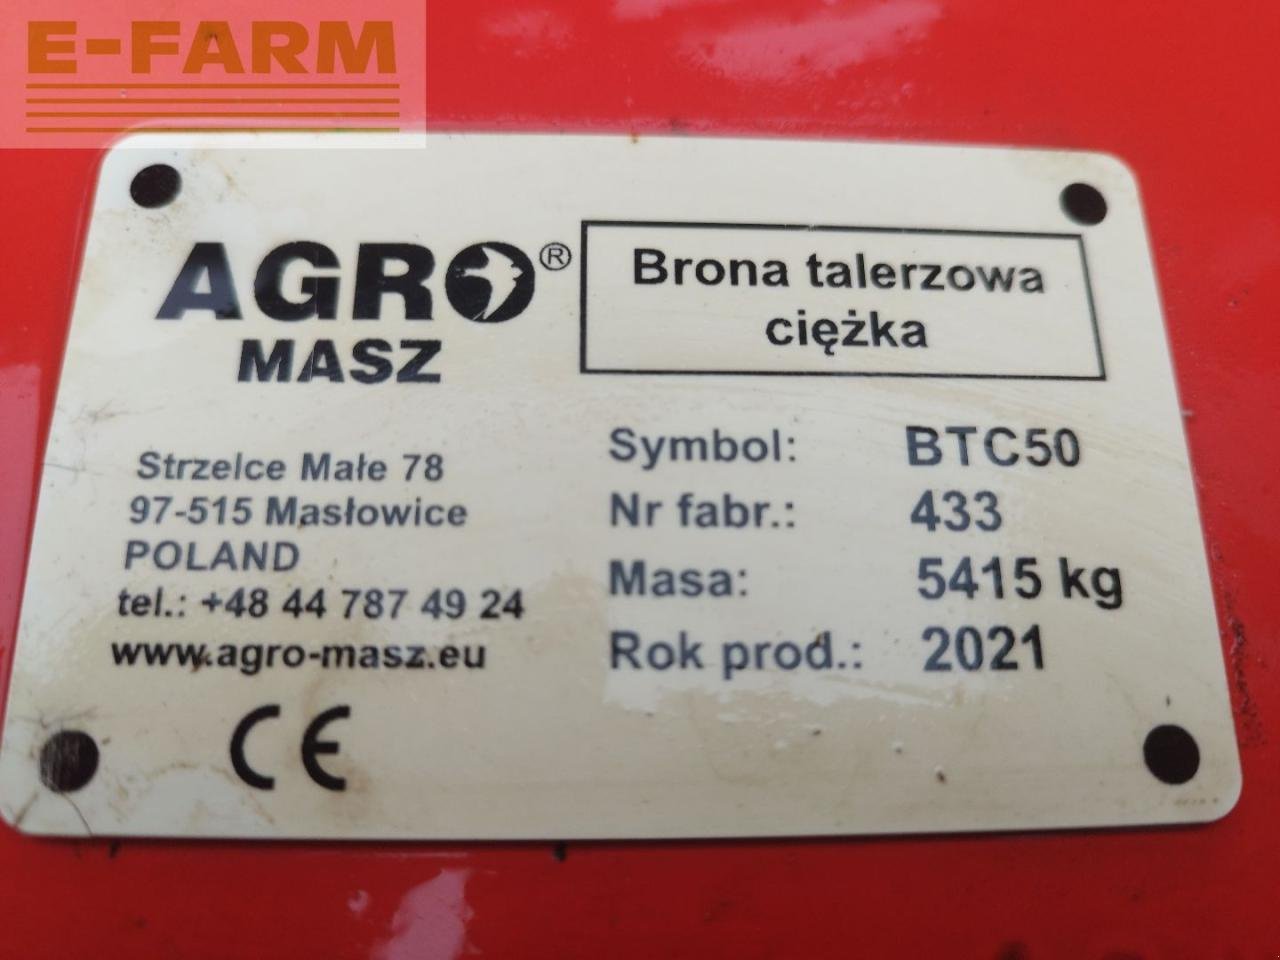 E-FARM
AGRO®
MASZ
Brona talerzowa
ciężka
Strzelce Małe 78
97-515 Masłowice
POLAND
tel.: +48 44 787 49 24
www.agro-masz.eu
CE
Symbol: BTC50
Nr fabr.: 433
Masa: 5415 kg
Rok prod.: 2021